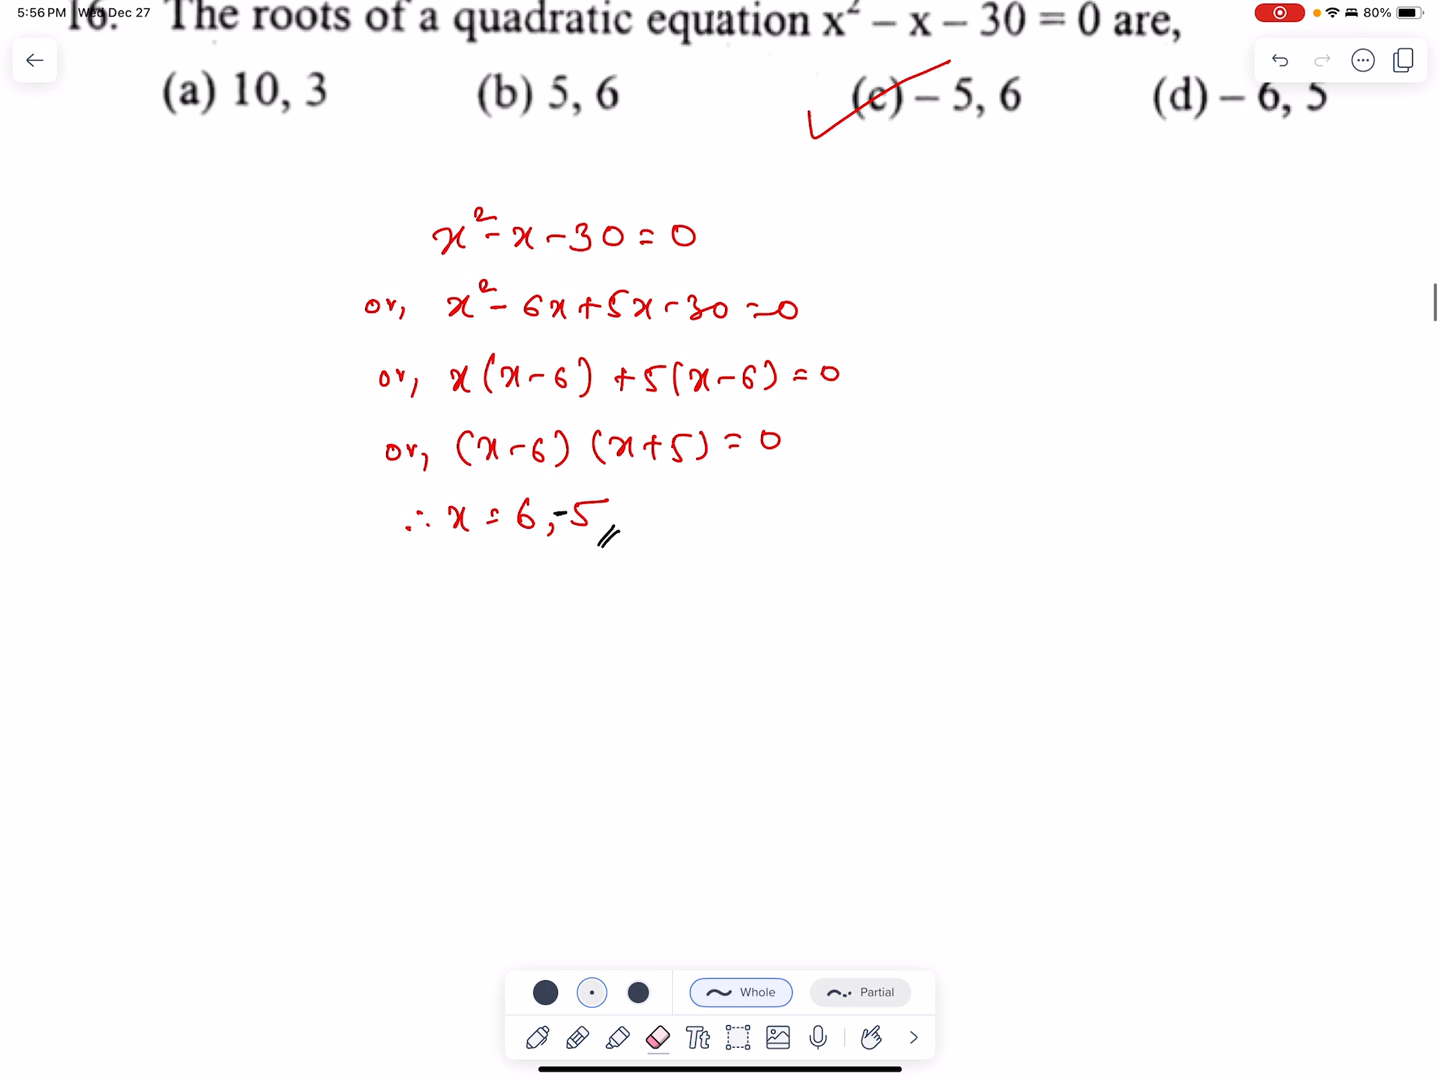 5:56 PM Wed Dec 27 80%
16. The roots of a quadratic equation x² – x – 30 = 0 are,
(a) 10, 3 (b) 5, 6 (c) – 5, 6 (d) – 6, 5
x² - x - 30 = 0
or, x² - 6x + 5x - 30 = 0
or, x(x - 6) + 5(x - 6) = 0
or, (x - 6) (x + 5) = 0
∴ x = 6, -5
Whole Partial
Tt